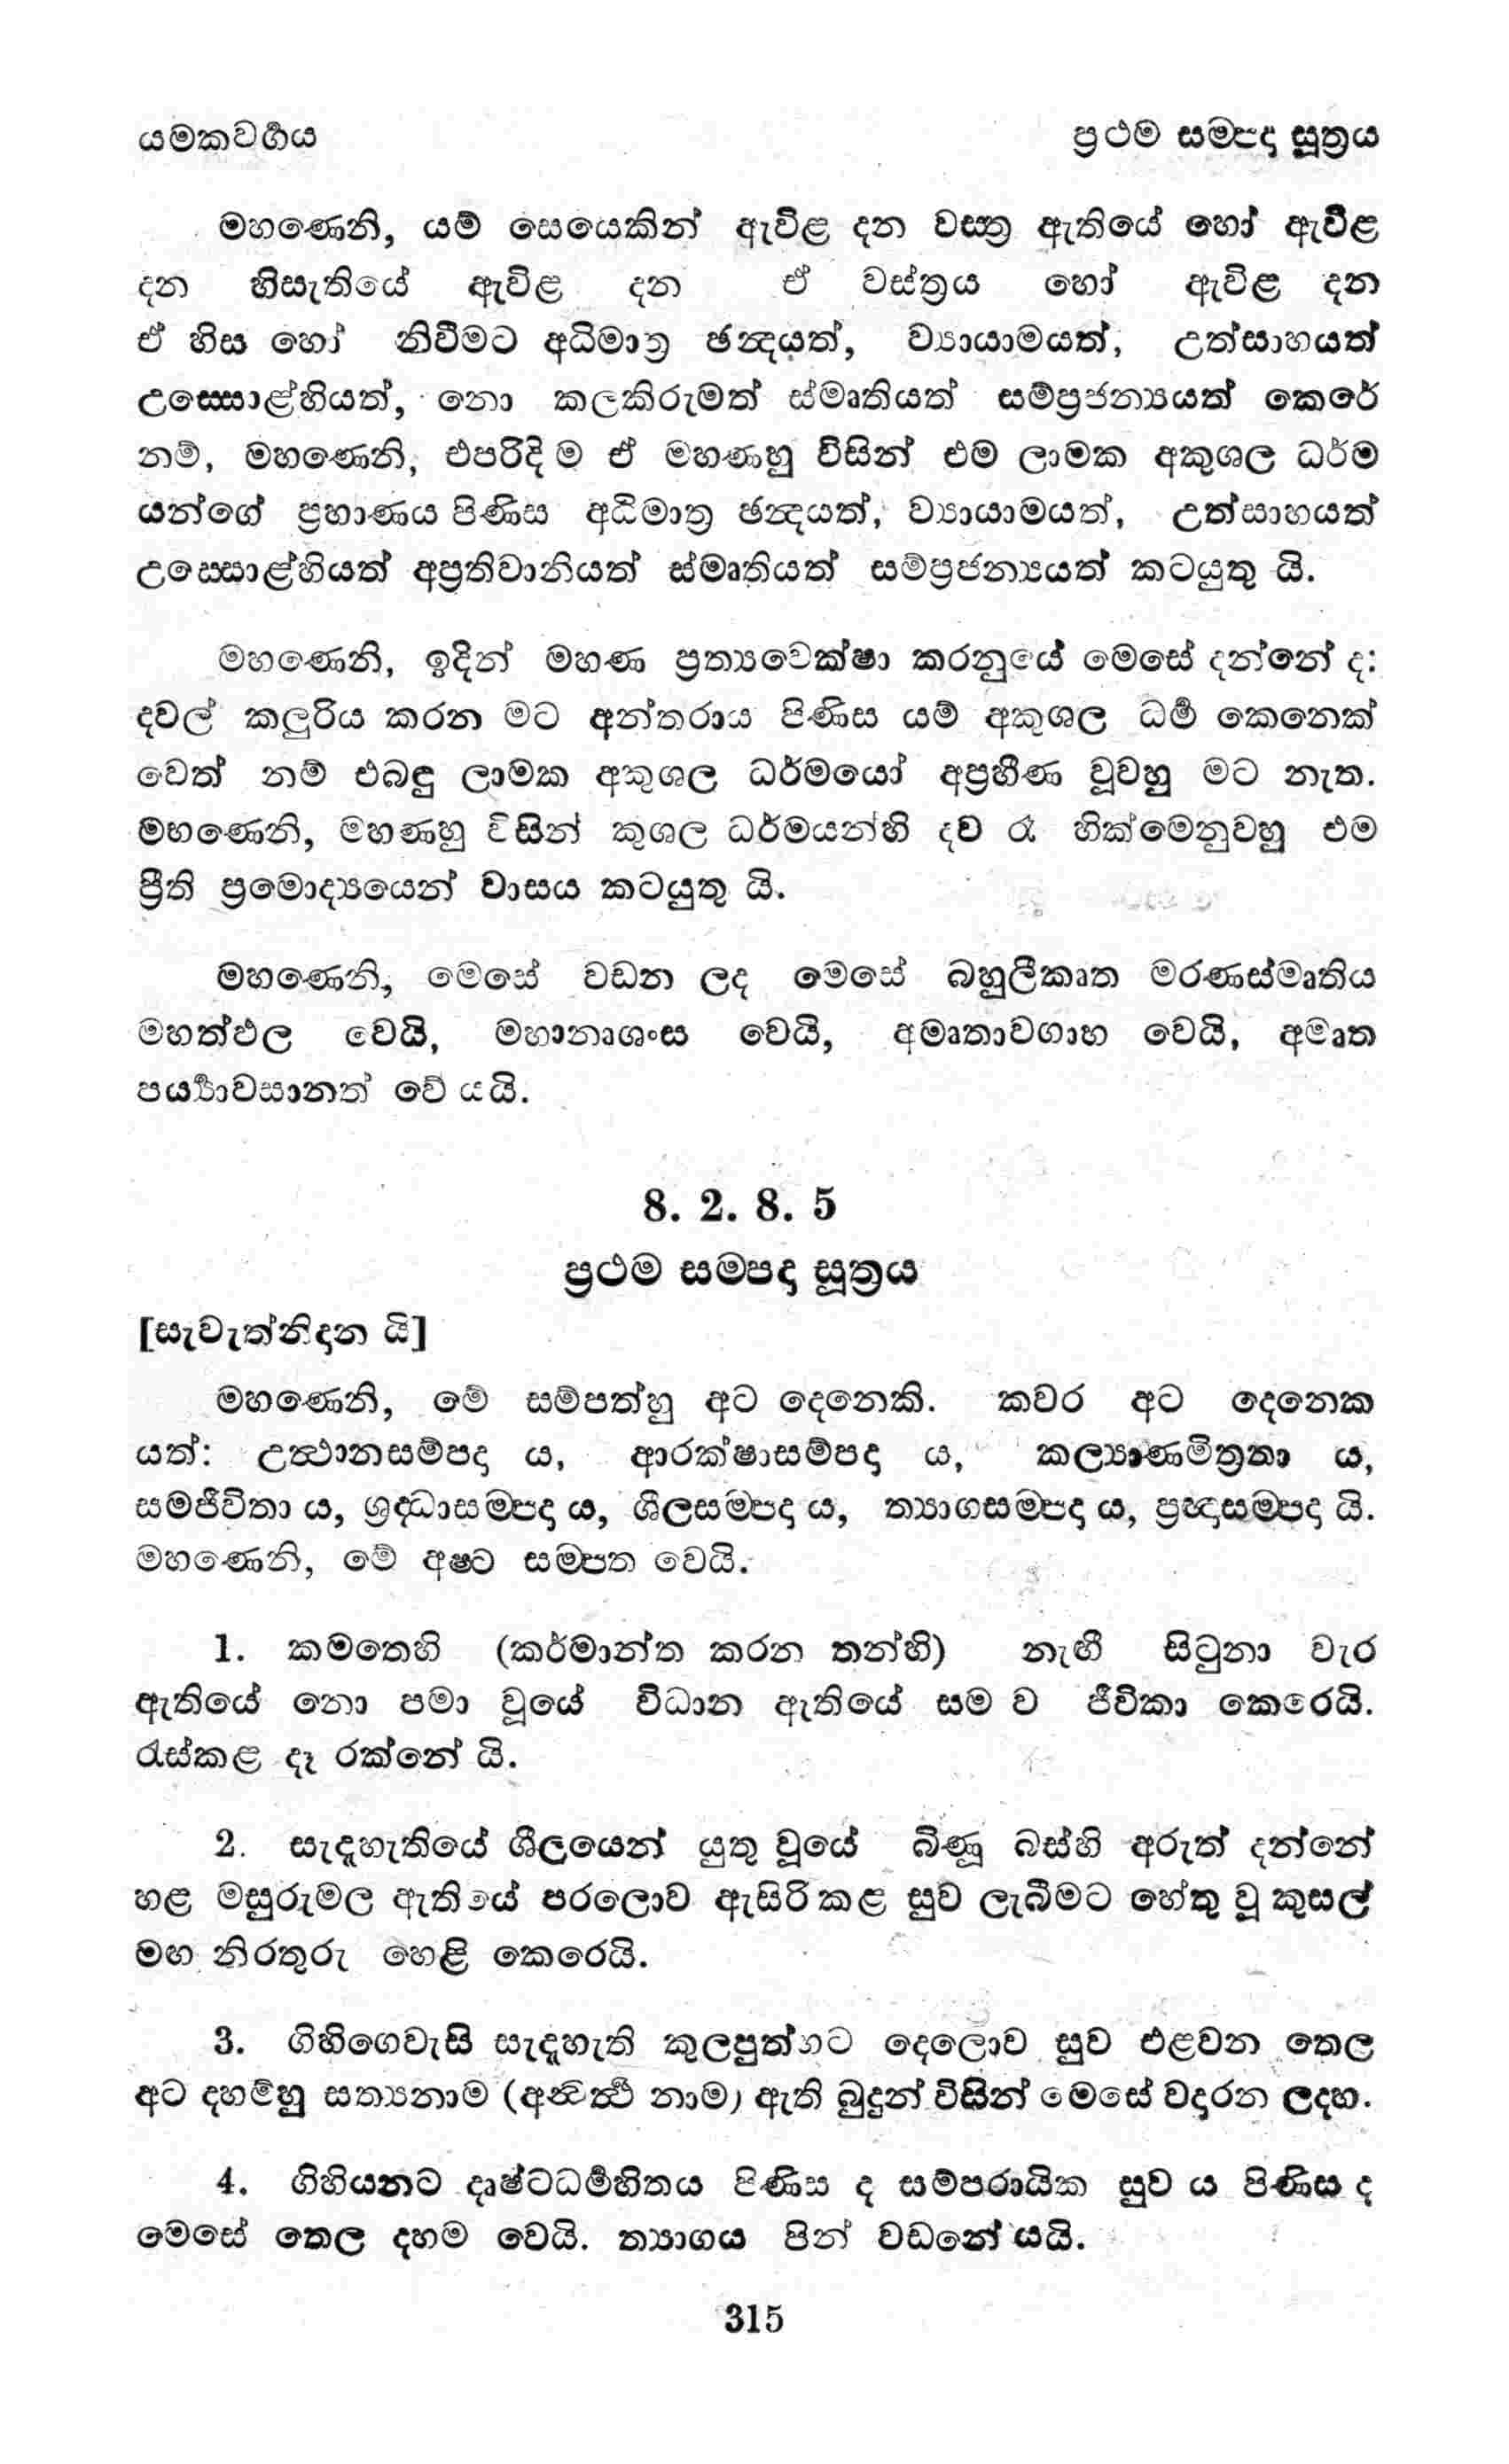 යමකවර්ගය ප්‍රථම සම්පදා සූත්‍රය
මහණෙනි, යම් සෙයෙකින් ඇවිළ දන වස්ත්‍ර ඇතියේ හෝ ඇවිළ
දන හිසැතියේ ඇවිළ දන ඒ වස්ත්‍රය හෝ ඇවිළ දන
ඒ හිස හෝ නිවීමට අධිමාත්‍ර ඡන්දයත්, ව්‍යායාමයත්, උත්සාහයත්
උස්සොළ්හියත්, නො කලකිරුමත් ස්මෘතියත් සම්ප්‍රජන්‍යයත් කෙරේ
නම්, මහණෙනි, එපරිදි ම ඒ මහණහු විසින් එම ලාමක අකුශල ධර්ම
යන්ගේ ප්‍රහාණය පිණිස අධිමාත්‍ර ඡන්දයත්, ව්‍යායාමයත්, උත්සාහයත්
උස්සොළ්හියත් අප්‍රතිවානියත් ස්මෘතියත් සම්ප්‍රජන්‍යයත් කටයුතු යි.
මහණෙනි, ඉදින් මහණ ප්‍රත්‍යවෙක්ෂා කරනුයේ මෙසේ දන්නේ ද:
දවල් කලුරිය කරන මට අන්තරාය පිණිස යම් අකුශල ධර්ම කෙනෙක්
වෙත් නම් එබඳු ලාමක අකුශල ධර්මයෝ අප්‍රහීණ වූවහු මට නැත.
මහණෙනි, මහණහු විසින් කුශල ධර්මයන්හි දව රෑ හික්මෙනුවහු එම
ප්‍රීති ප්‍රමොද්‍යයෙන් වාසය කටයුතු යි.
මහණෙනි, මෙසේ වඩන ලද මෙසේ බහුලීකෘත මරණස්මෘතිය
මහත්ඵල වෙයි, මහානෘශංස වෙයි, අමෘතාවගාහ වෙයි, අමෘත
පර්‍ය්‍යාවසානත් වේ යයි.
8. 2. 8. 5
ප්‍රථම සම්පදා සූත්‍රය
[සැවැත්නිදාන යි]
මහණෙනි, මේ සම්පත්හු අට දෙනෙකි. කවර අට දෙනෙක
යත්: උත්ථානසම්පදා ය, ආරක්ෂාසම්පදා ය, කල්‍යාණමිත්‍රතා ය,
සමජීවිතා ය, ශ්‍රද්ධාසම්පදා ය, ශීලසම්පදා ය, ත්‍යාගසම්පදා ය, ප්‍රඥාසම්පදා යි.
මහණෙනි, මේ අෂ්ට සම්පත වෙයි.
1. කමතෙහි (කර්මාන්ත කරන තන්හි) නැඟී සිටුනා වැර
ඇතියේ නො පමා වූයේ විධාන ඇතියේ සම ව ජීවිකා කෙරෙයි.
රැස්කළ දෑ රක්නේ යි.
2. සැදැහැතියේ ශීලයෙන් යුතු වූයේ බිණූ බස්හි අරුත් දන්නේ
හළ මසුරුමල ඇතියේ පරලොව ඇසිරි කළ සුව ලැබීමට හේතු වූ කුසල්
මඟ නිරතුරු හෙළි කෙරෙයි.
3. ගිහිගෙවැසි සැදැහැති කුලපුත්හට දෙලොව සුව එළවන තෙල
අට දහම්හු සත්‍යනාම (අන්වර්ත්ථ නාම) ඇති බුදුන් විසින් මෙසේ වදාරන ලදහ.
4. ගිහියනට දෘෂ්ටධර්මහිතය පිණිස ද සම්පරායික සුව ය පිණිස ද
මෙසේ තෙල දහම වෙයි. ත්‍යාගය පින් වඩනේ යයි.
315